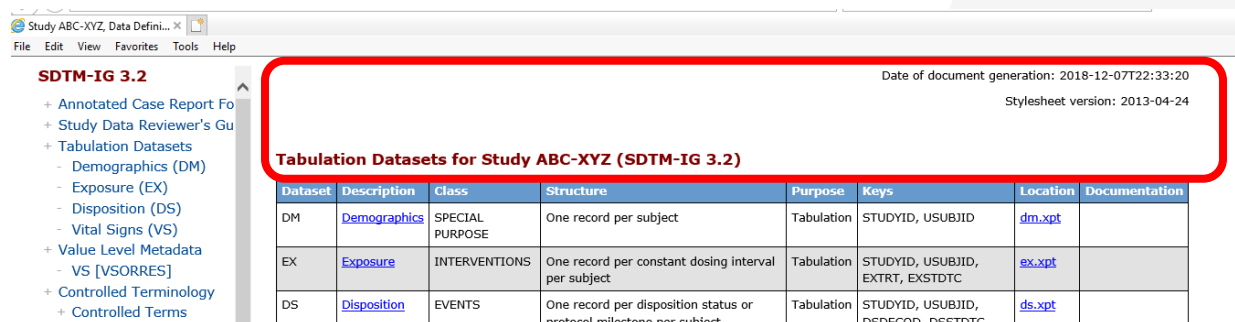 Study ABC-XYZ, Data Defini...
File Edit View Favorites Tools Help
SDTM-IG 3.2
+ Annotated Case Report Fo
+ Study Data Reviewer's Gu
+ Tabulation Datasets
- Demographics (DM)
- Exposure (EX)
- Disposition (DS)
- Vital Signs (VS)
+ Value Level Metadata
- VS [VSORRES]
+ Controlled Terminology
+ Controlled Terms
Date of document generation: 2018-12-07T22:33:20
Stylesheet version: 2013-04-24
Tabulation Datasets for Study ABC-XYZ (SDTM-IG 3.2)
Dataset Description Class Structure Purpose Keys Location Documentation
DM Demographics SPECIAL One record per subject Tabulation STUDYID, USUBJID dm.xpt
PURPOSE
EX Exposure INTERVENTIONS One record per constant dosing interval Tabulation STUDYID, USUBJID, ex.xpt
per subject EXTRT, EXSTDTC
DS Disposition EVENTS One record per disposition status or Tabulation STUDYID, USUBJID, ds.xpt
protocol milestone per subject DSDECOD, DSSTDTC